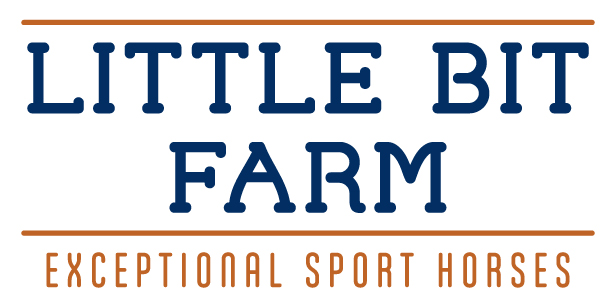 LITTLE BIT
FARM
EXCEPTIONAL SPORT HORSES